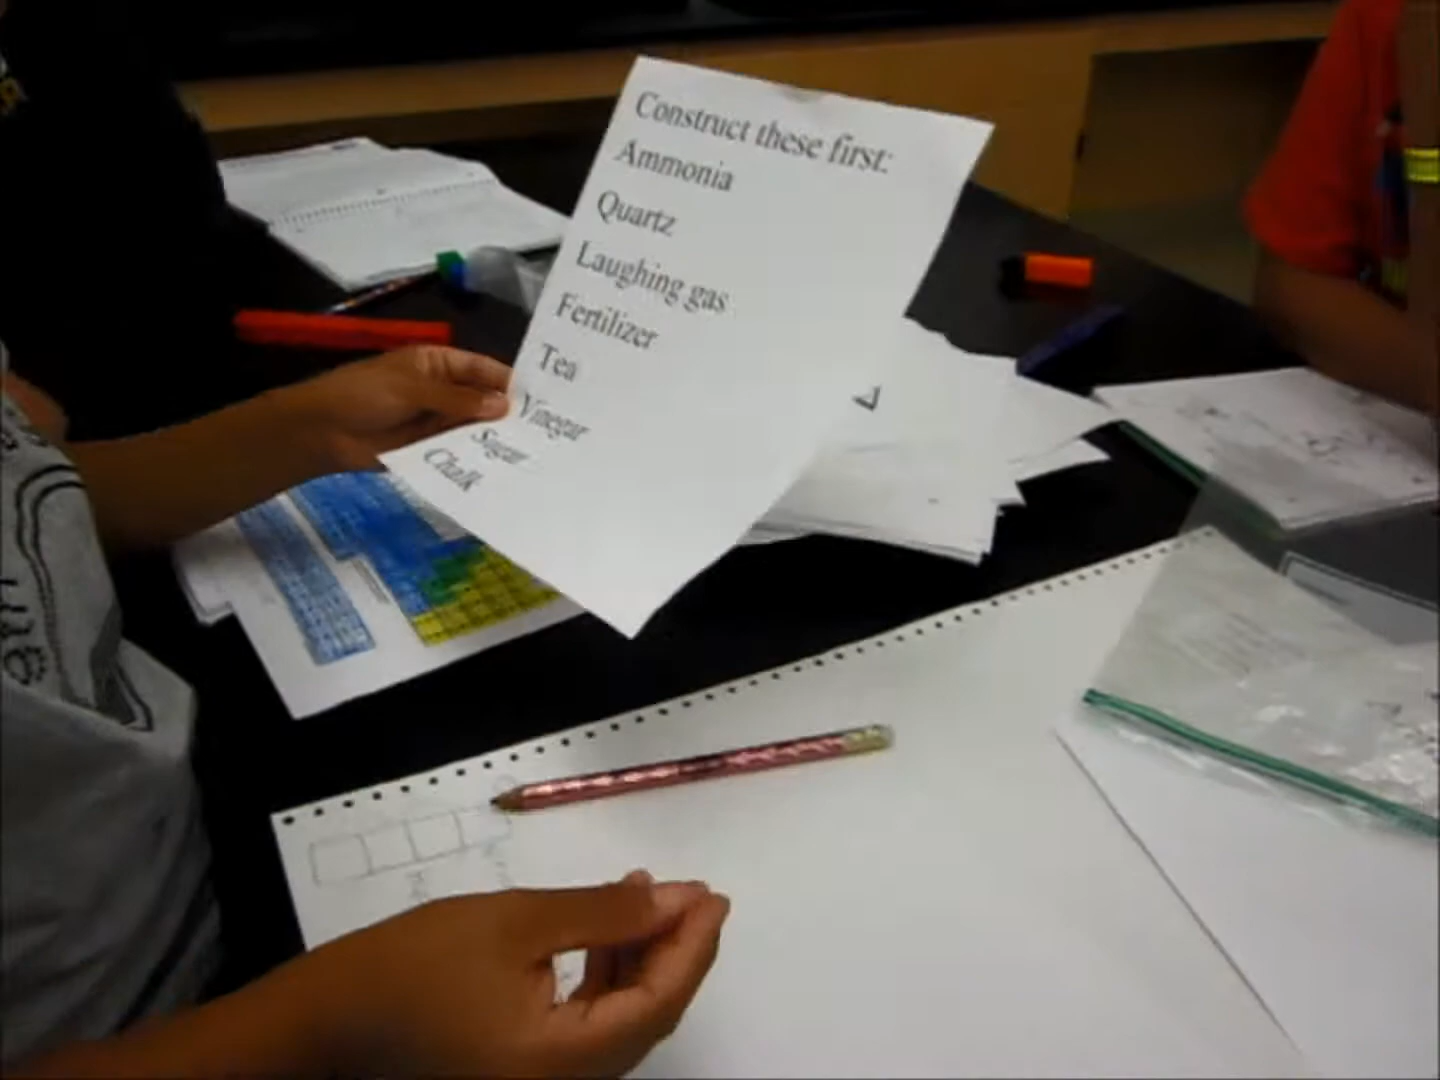 Construct these first:
Ammonia
Quartz
Laughing gas
Fertilizer
Tea
Vinegar
Sugar
Chalk